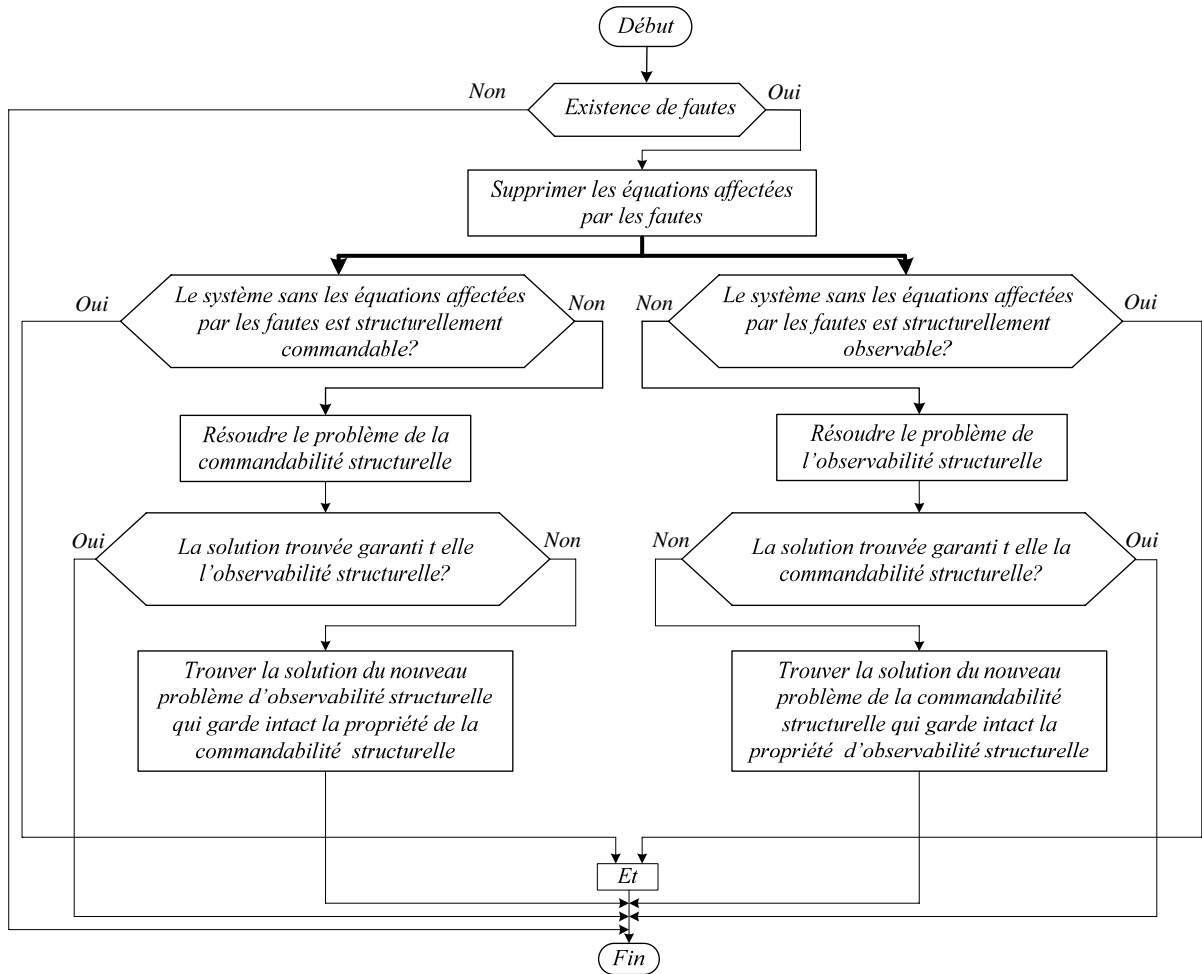 Début
Non
Oui
Existence de fautes
Supprimer les équations affectées
par les fautes
Oui
Le système sans les équations affectées
par les fautes est structurellement
commandable?
Non
Non
Le système sans les équations affectées
par les fautes est structurellement
observable?
Oui
Résoudre le problème de la
commandabilité structurelle
Résoudre le problème de
l’observabilité structurelle
Oui
La solution trouvée garanti t elle
l’observabilité structurelle?
Non
Non
La solution trouvée garanti t elle la
commandabilité structurelle?
Oui
Trouver la solution du nouveau
problème d’observabilité structurelle
qui garde intact la propriété de la
commandabilité structurelle
Trouver la solution du nouveau
problème de la commandabilité
structurelle qui garde intact la
propriété d’observabilité structurelle
Et
Fin